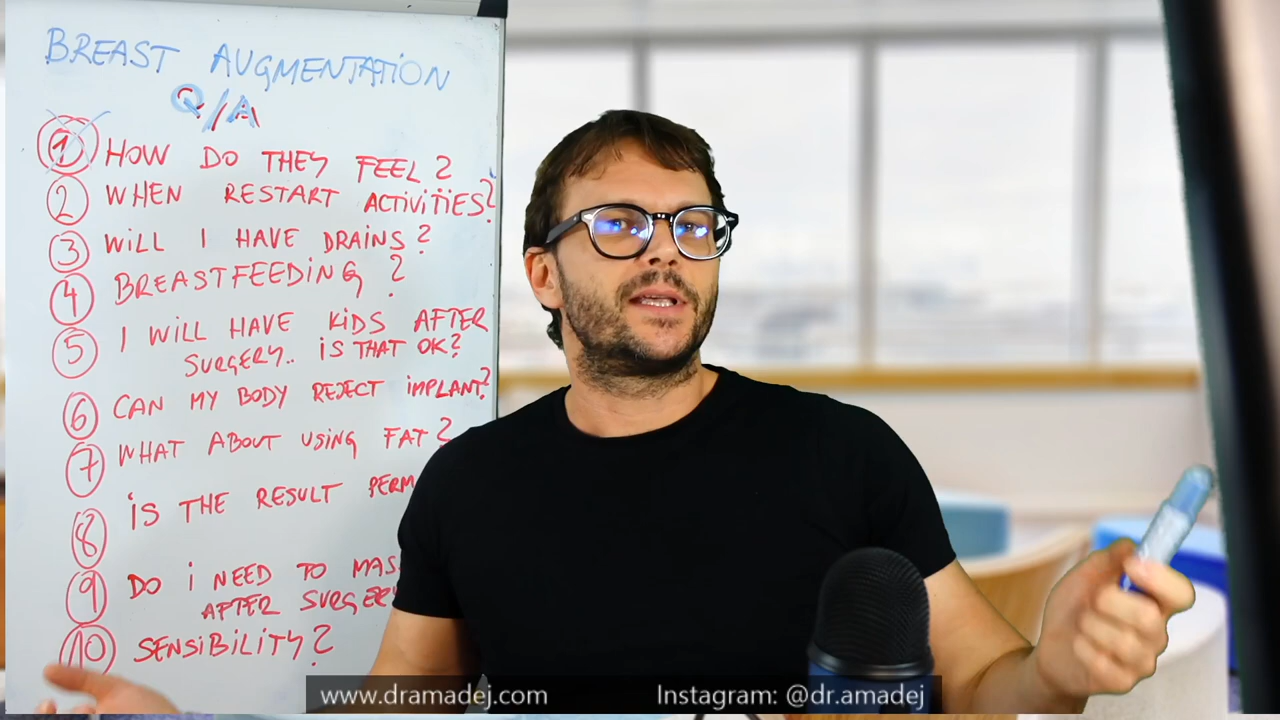 BREAST AUGMENTATION
Q/A
1 HOW DO THEY FEEL?
2 WHEN RESTART ACTIVITIES?
3 WILL I HAVE DRAINS?
4 BREASTFEEDING?
5 I WILL HAVE KIDS AFTER
SURGERY.. IS THAT OK?
6 CAN MY BODY REJECT IMPLANT?
7 WHAT ABOUT USING FAT?
8 IS THE RESULT
9 DO I NEED TO
AFTER SURGERY
10 SENSIBILITY?
www.dramadej.com
Instagram: @dr.amadej